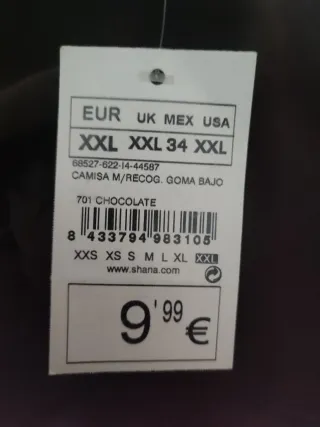 EUR UK MEX USA
XXL XXL 34 XXL
68527-622-I4-44587
CAMISA M/RECOG. GOMA BAJO
701 CHOCOLATE
8 433794 983105
XXS XS S M L XL XXL
www.shana.com
9'99 €